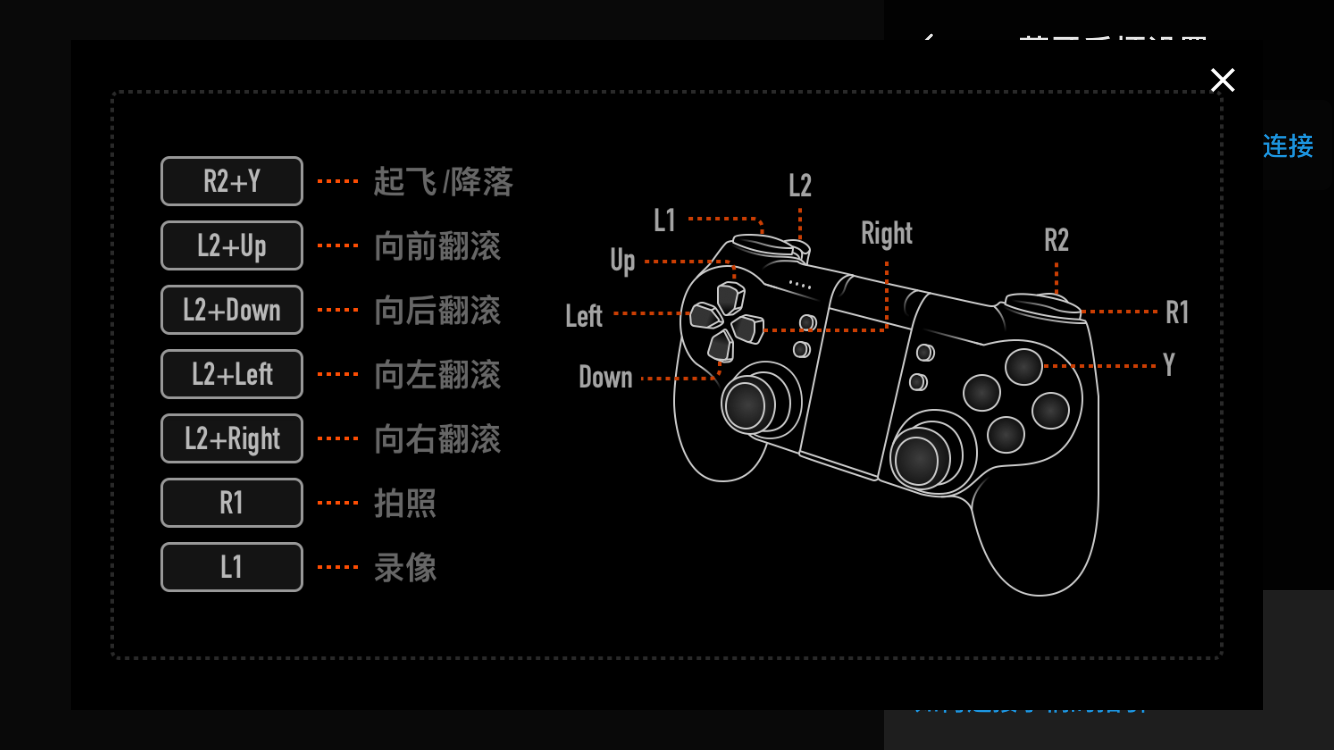 连接
R2+Y 起飞/降落
L2+Up 向前翻滚
L2+Down 向后翻滚
L2+Left 向左翻滚
L2+Right 向右翻滚
R1 拍照
L1 录像
L2
L1
Right
R2
Up
Left
R1
Y
Down